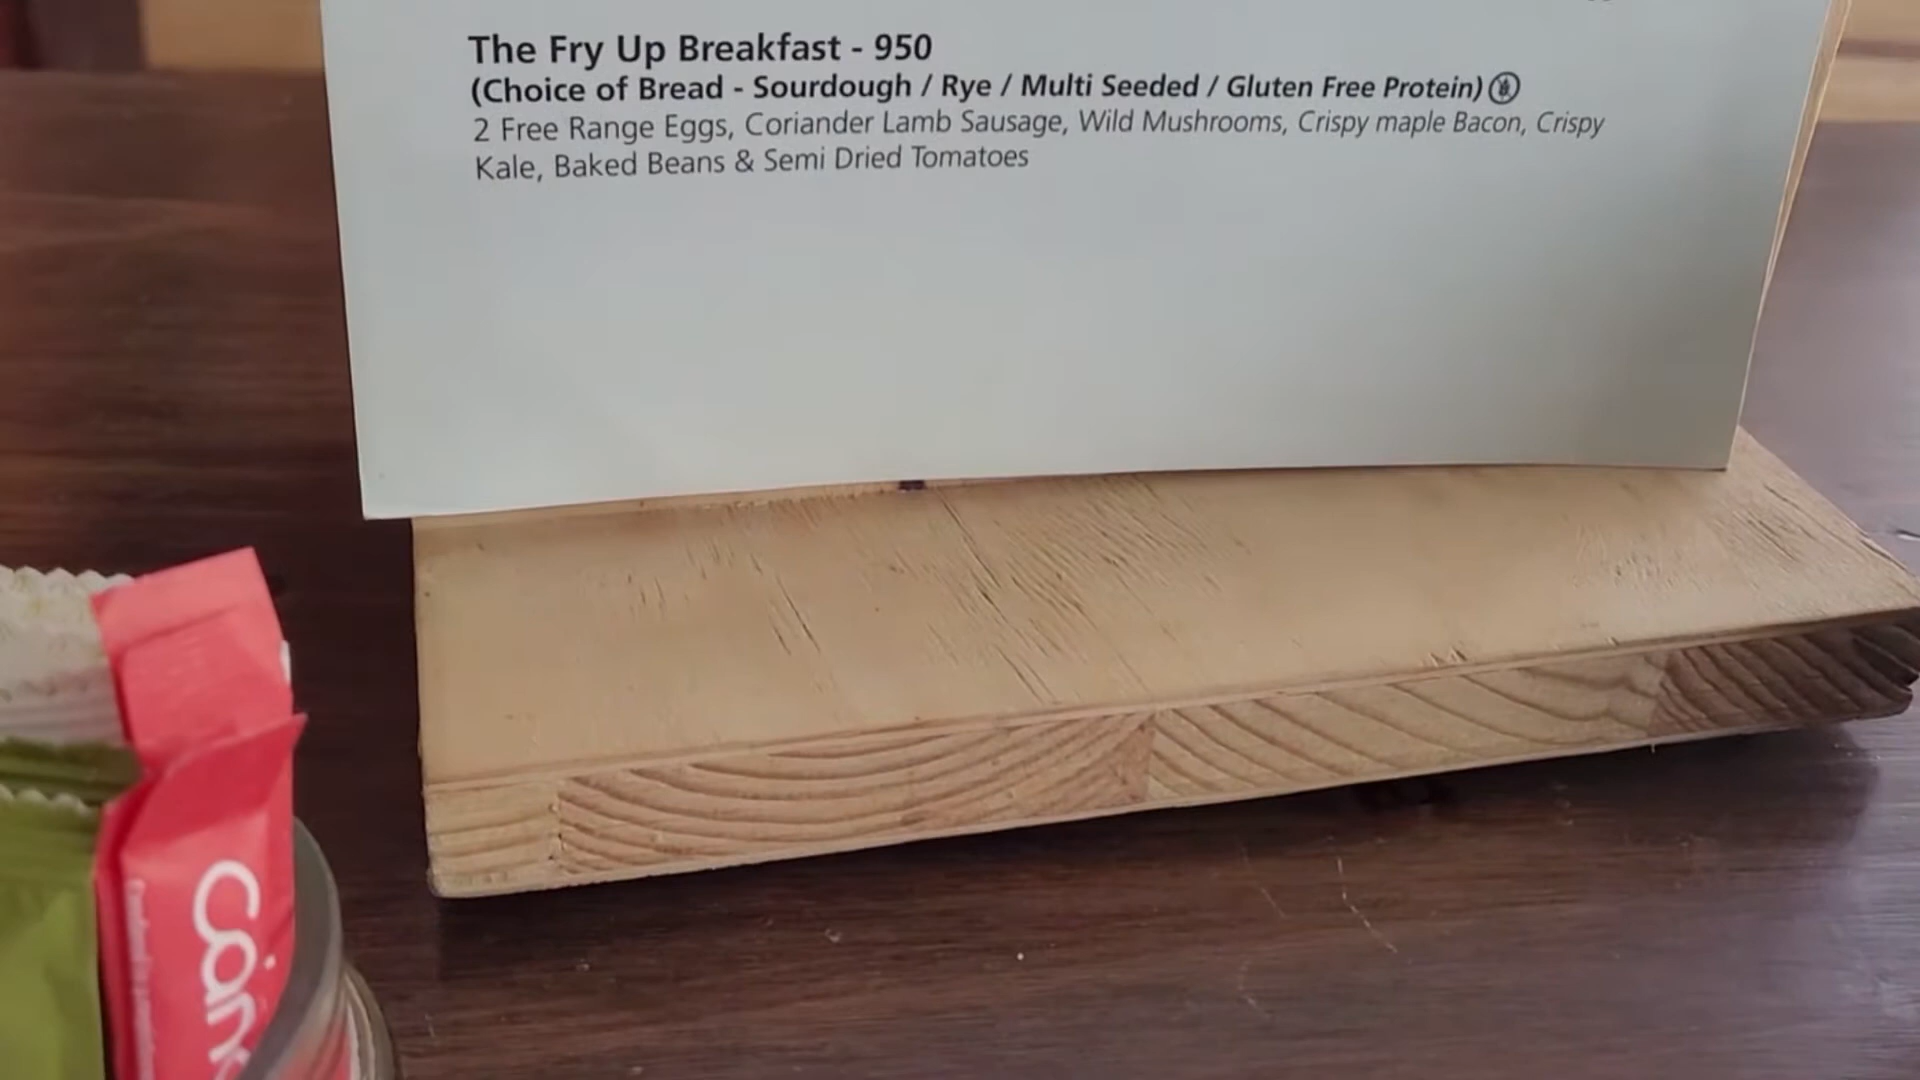 The Fry Up Breakfast - 950
(Choice of Bread - Sourdough / Rye / Multi Seeded / Gluten Free Protein)
2 Free Range Eggs, Coriander Lamb Sausage, Wild Mushrooms, Crispy maple Bacon, Crispy
Kale, Baked Beans & Semi Dried Tomatoes